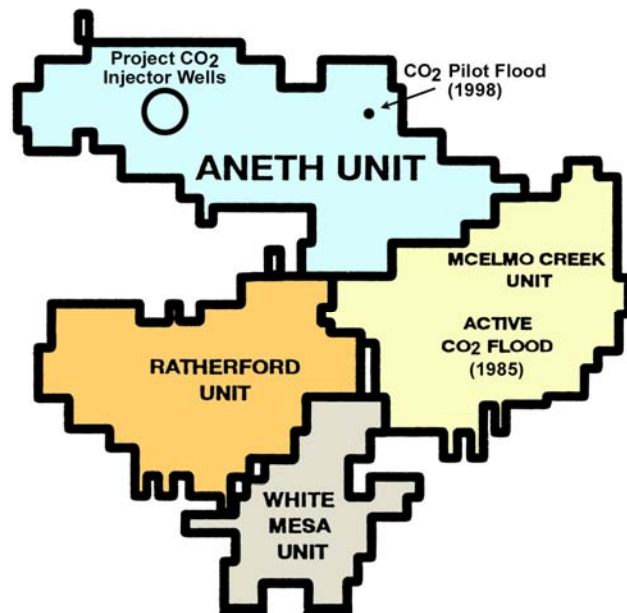 Project CO2
Injector Wells
CO2 Pilot Flood
(1998)
ANETH UNIT
MCELMO CREEK
UNIT
ACTIVE
CO2 FLOOD
(1985)
RATHERFORD
UNIT
WHITE
MESA
UNIT